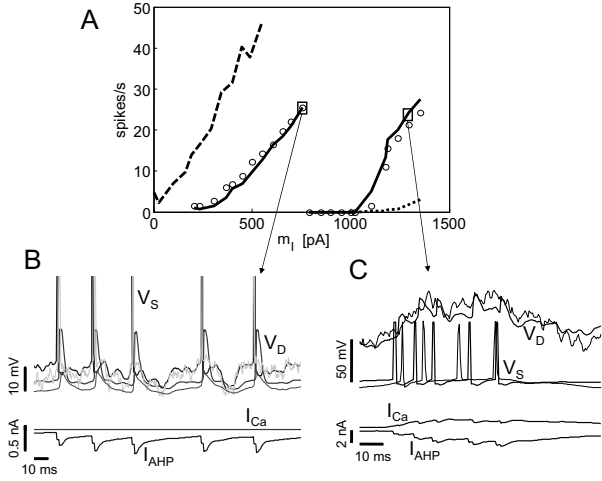 A
50
40
30
20
10
0
spikes/s
0
500
1000
1500
m_I [pA]
B
V_S
V_D
10 mV
I_Ca
0.5 nA
I_AHP
10 ms
C
V_D
50 mV
V_S
I_Ca
2 nA
I_AHP
10 ms